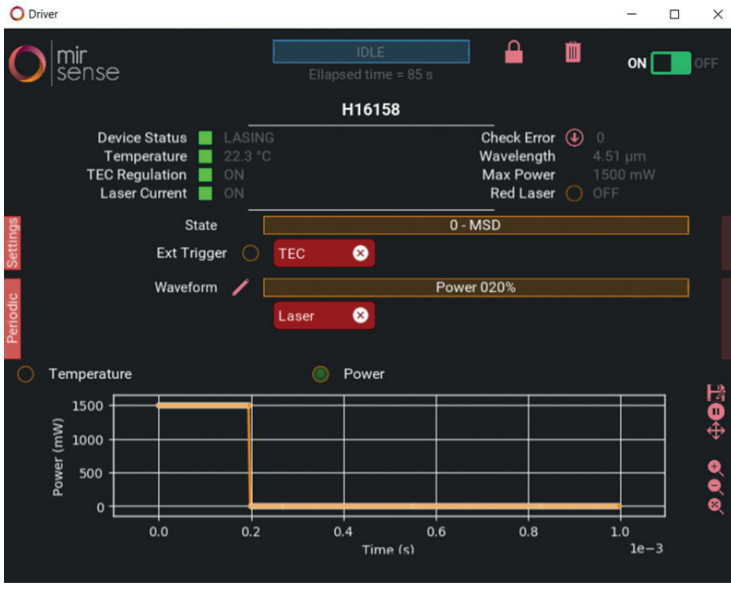 Driver
mir
sense
IDLE
Ellapsed time = 85 s
ON
OFF
H16158
Device Status LASING
Check Error 0
Temperature 22.3 °C
Wavelength 4.51 µm
TEC Regulation ON
Max Power 1500 mW
Laser Current ON
Red Laser OFF
Settings
State 0 - MSD
Ext Trigger TEC
Periodic
Waveform Power 020%
Laser
Temperature
Power
Power (mW)
1500
1000
500
0
0.0 0.2 0.4 0.6 0.8 1.0
Time (s)
1e−3